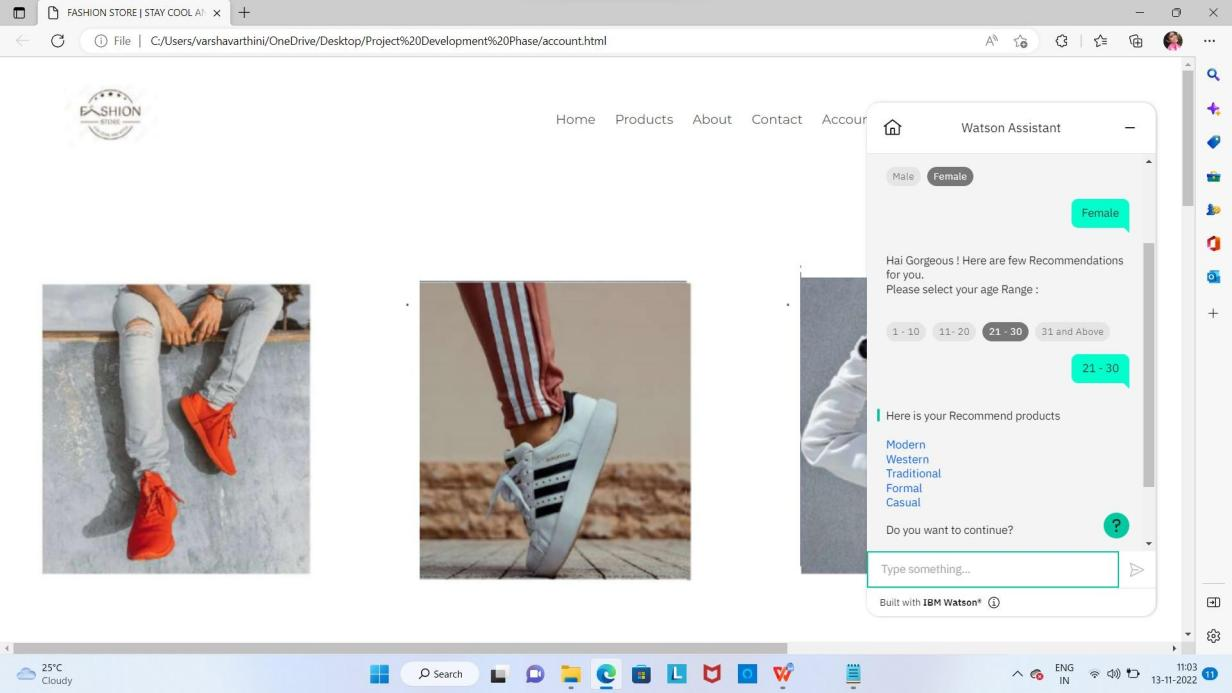 FASHION STORE | STAY COOL AN
File
C:/Users/varshavarthini/OneDrive/Desktop/Project%20Development%20Phase/account.html
FASHION
STORE
Home
Products
About
Contact
Accoun
Watson Assistant
Male
Female
Female
Hai Gorgeous ! Here are few Recommendations
for you.
Please select your age Range :
1 - 10
11- 20
21 - 30
31 and Above
21 - 30
Here is your Recommend products
Modern
Western
Traditional
Formal
Casual
Do you want to continue?
?
Type something...
Built with IBM Watson®
25°C
Cloudy
Search
ENG
IN
11:03
13-11-2022
11